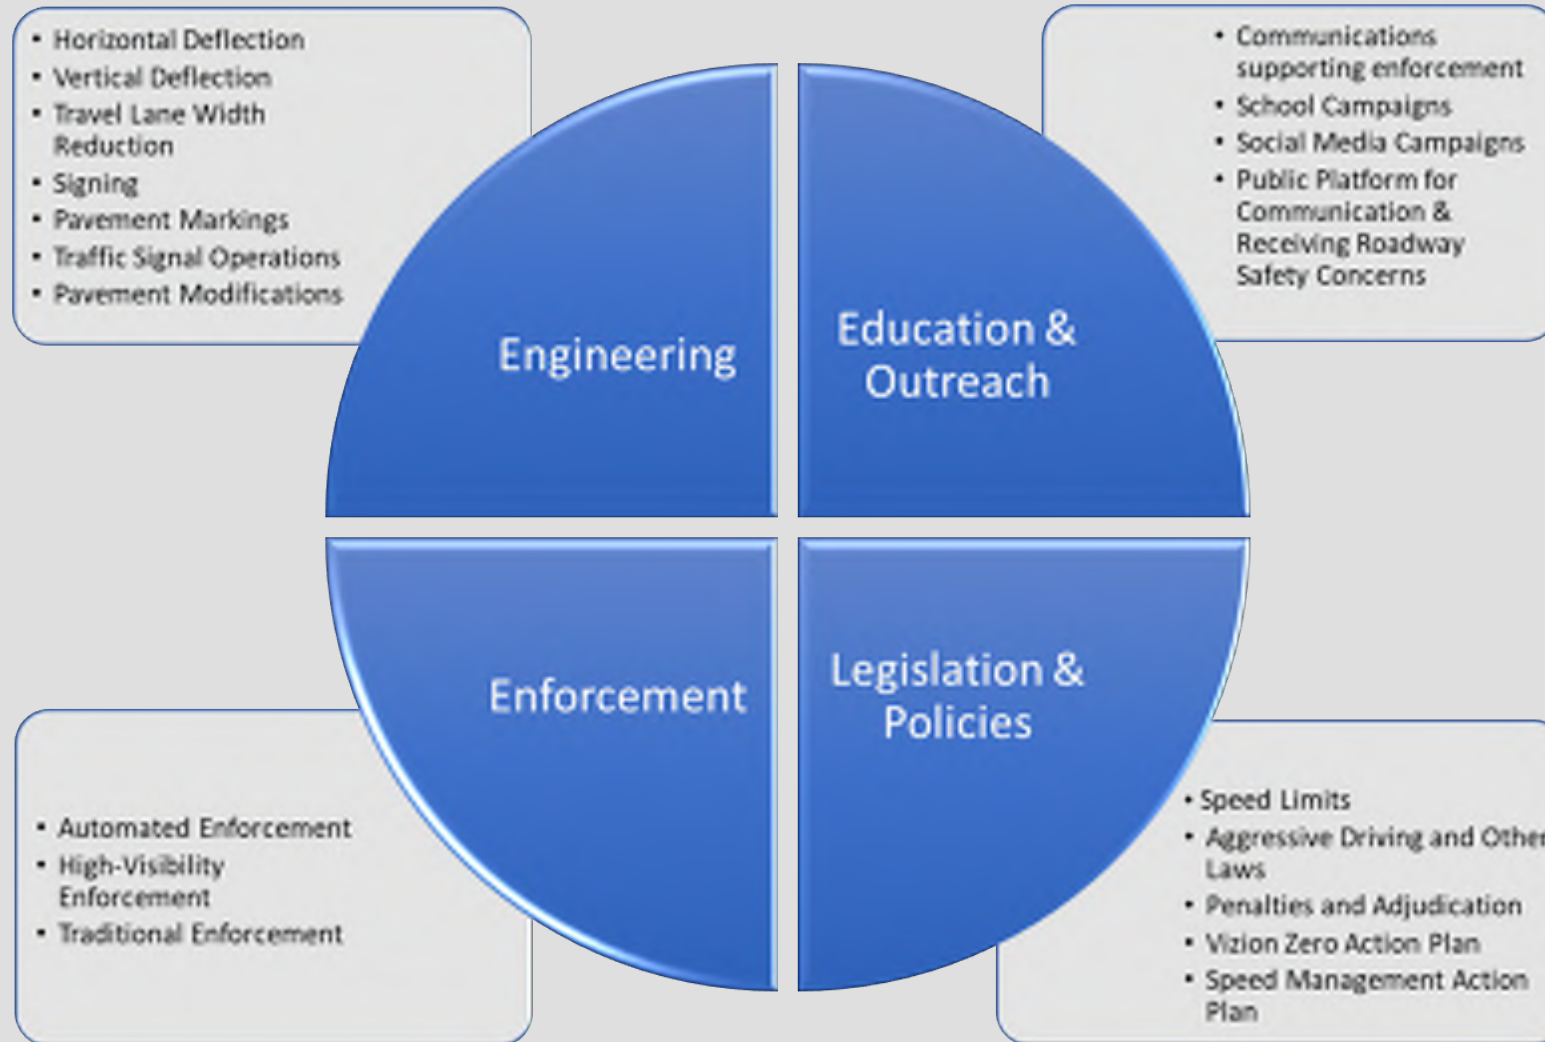 • Horizontal Deflection
• Vertical Deflection
• Travel Lane Width
Reduction
• Signing
• Pavement Markings
• Traffic Signal Operations
• Pavement Modifications
Engineering
• Communications
supporting enforcement
• School Campaigns
• Social Media Campaigns
• Public Platform for
Communication &
Receiving Roadway
Safety Concerns
Education &
Outreach
Enforcement
• Automated Enforcement
• High-Visibility
Enforcement
• Traditional Enforcement
Legislation &
Policies
• Speed Limits
• Aggressive Driving and Other
Laws
• Penalties and Adjudication
• Vizion Zero Action Plan
• Speed Management Action
Plan